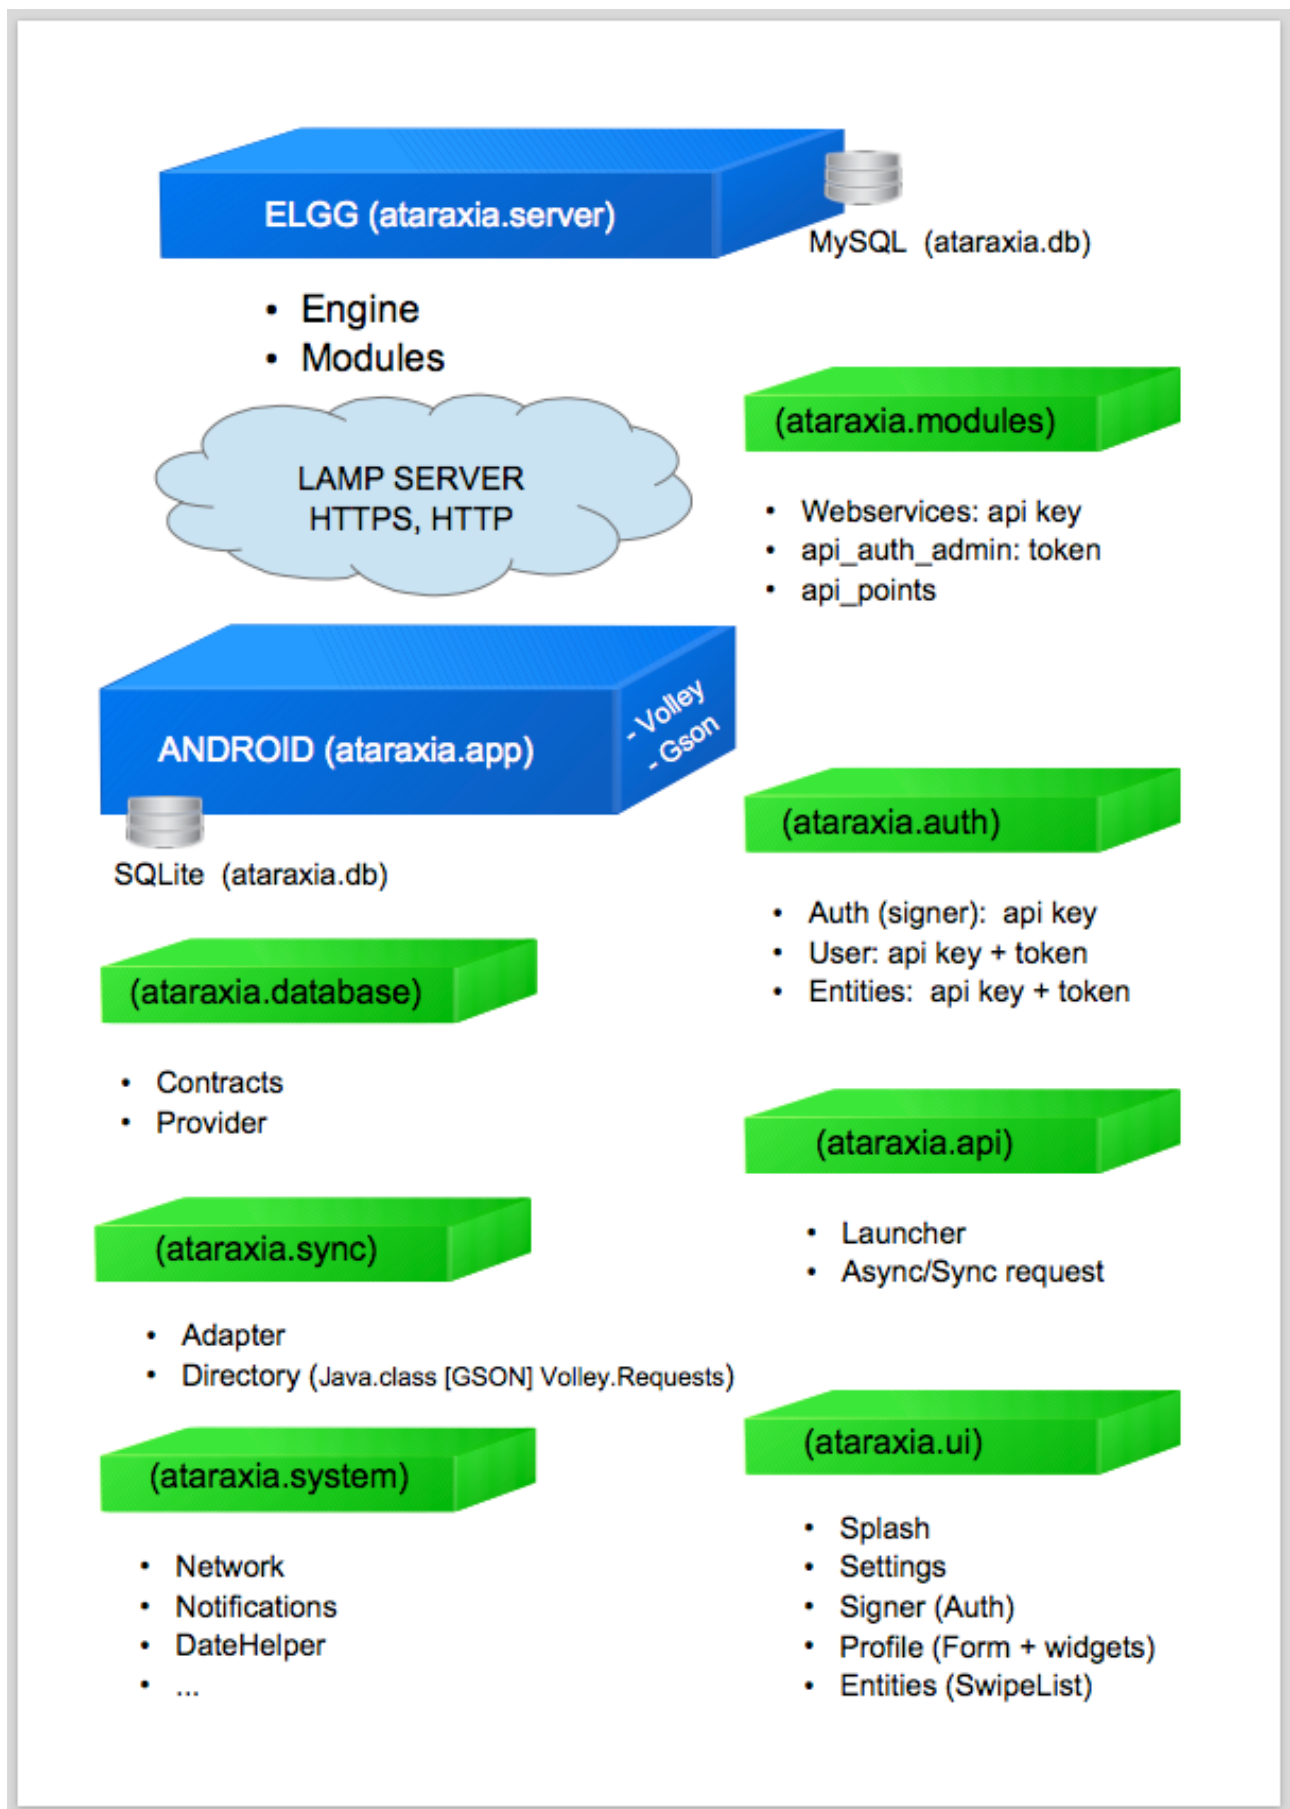 ELGG (ataraxia.server)
MySQL (ataraxia.db)
• Engine
• Modules
LAMP SERVER
HTTPS, HTTP
(ataraxia.modules)
• Webservices: api key
• api_auth_admin: token
• api_points
ANDROID (ataraxia.app)
- Volley
- Gson
SQLite (ataraxia.db)
(ataraxia.auth)
• Auth (signer): api key
• User: api key + token
• Entities: api key + token
(ataraxia.database)
• Contracts
• Provider
(ataraxia.api)
• Launcher
• Async/Sync request
(ataraxia.sync)
• Adapter
• Directory (Java.class [GSON] Volley.Requests)
(ataraxia.ui)
• Splash
• Settings
• Signer (Auth)
• Profile (Form + widgets)
• Entities (SwipeList)
(ataraxia.system)
• Network
• Notifications
• DateHelper
• ...